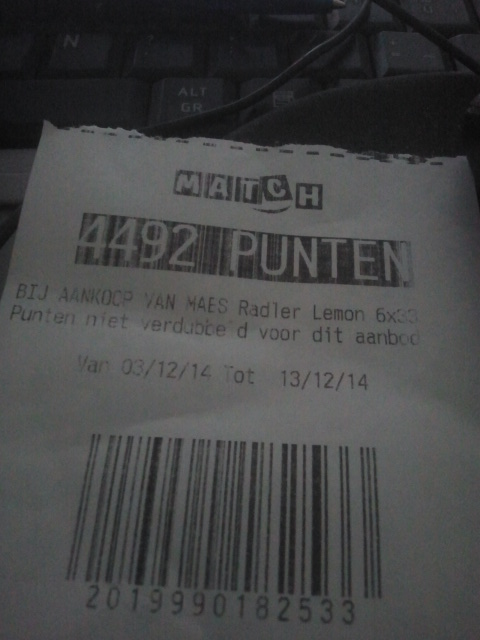 N
ALT
GR
MATCH
4492 PUNTEN
BIJ AANKOOP VAN MAES Radler Lemon 6x33
Punten niet verdubbeld voor dit aanbod
Van 03/12/14 Tot 13/12/14
2019990182533